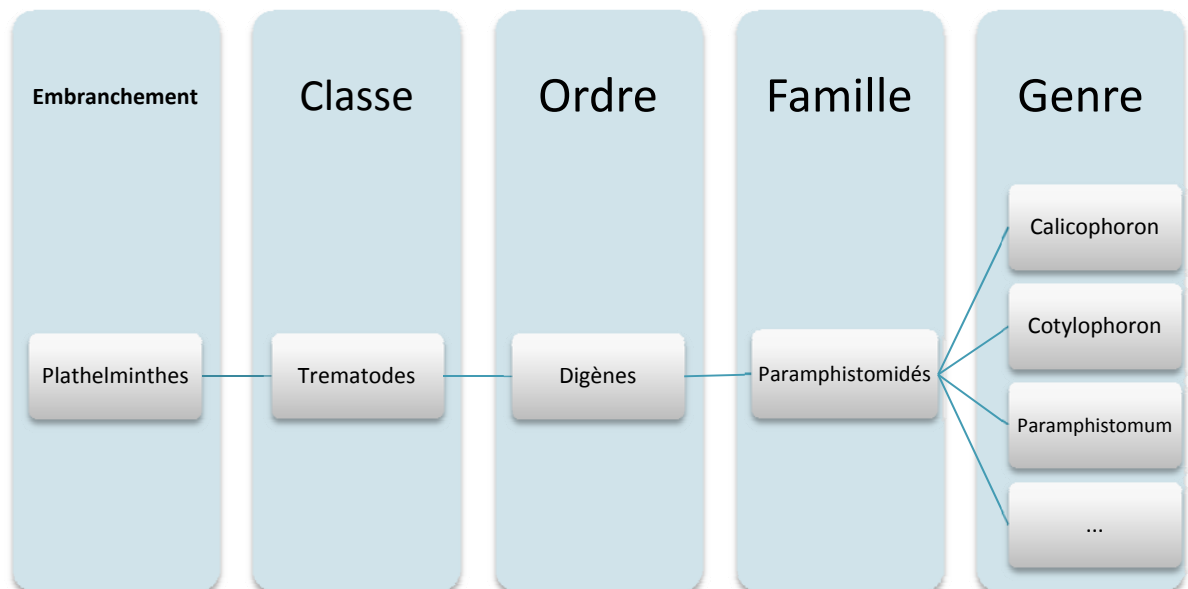 Embranchement
Classe
Ordre
Famille
Genre
Plathelminthes
Trematodes
Digènes
Paramphistomidés
Calicophoron
Cotylophoron
Paramphistomum
...